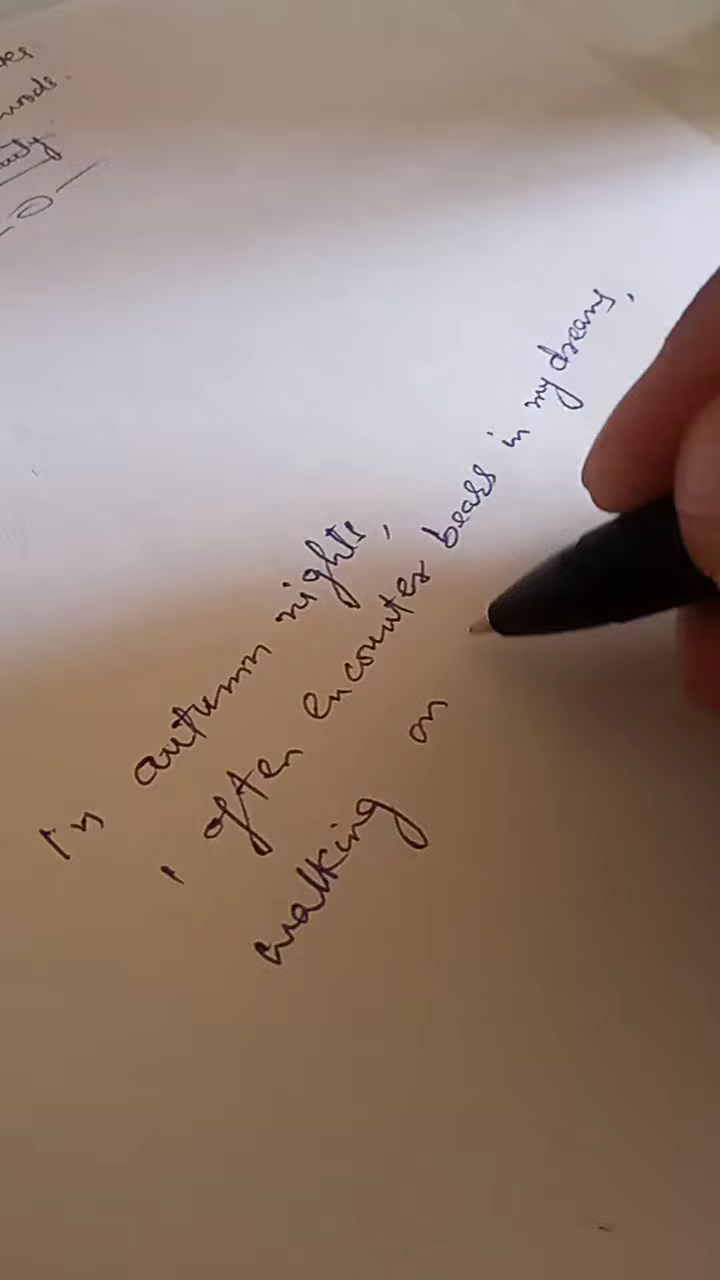 In autumn nights,
I often encounter bears in my dreams,
walking on